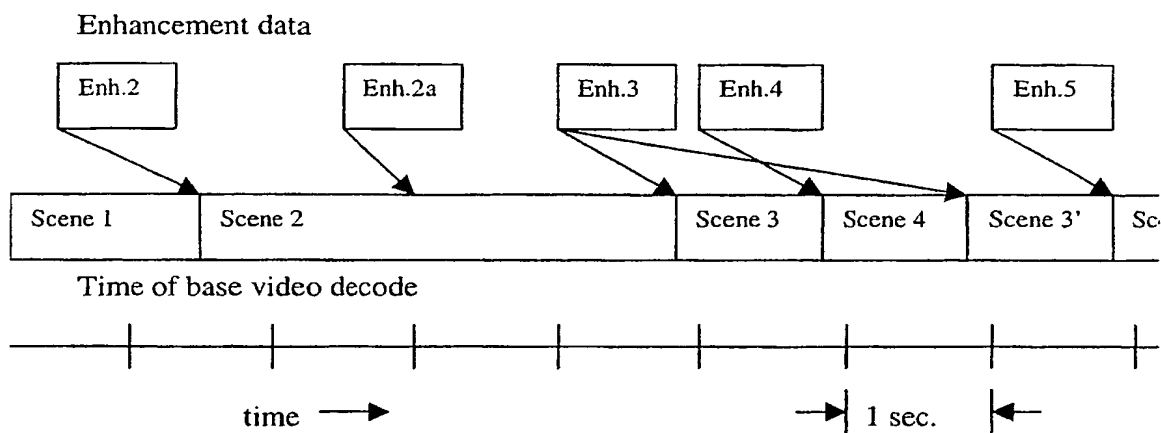 Enhancement data
Enh.2 Enh.2a Enh.3 Enh.4 Enh.5
Scene 1 Scene 2 Scene 3 Scene 4 Scene 3'
Time of base video decode
time 1 sec.